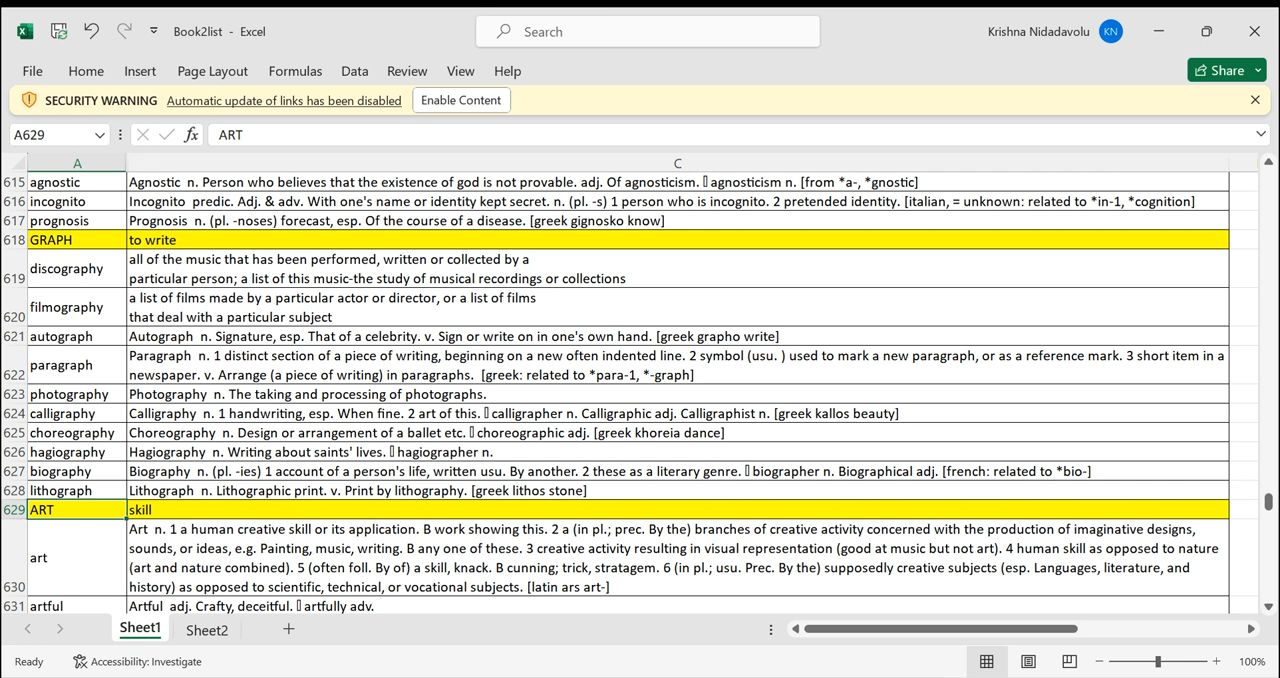 Book2list - Excel
Search
Krishna Nidadavolu KN
File Home Insert Page Layout Formulas Data Review View Help Share
SECURITY WARNING Automatic update of links has been disabled Enable Content
A629 fx ART
A C
615 agnostic Agnostic n. Person who believes that the existence of god is not provable. adj. Of agnosticism. ▯ agnosticism n. [from *a-, *gnostic]
616 incognito Incognito predic. Adj. & adv. With one's name or identity kept secret. n. (pl. -s) 1 person who is incognito. 2 pretended identity. [italian, = unknown: related to *in-1, *cognition]
617 prognosis Prognosis n. (pl. -noses) forecast, esp. Of the course of a disease. [greek gignosko know]
618 GRAPH to write
all of the music that has been performed, written or collected by a
619 discography particular person; a list of this music-the study of musical recordings or collections
a list of films made by a particular actor or director, or a list of films
620 filmography that deal with a particular subject
621 autograph Autograph n. Signature, esp. That of a celebrity. v. Sign or write on in one's own hand. [greek grapho write]
Paragraph n. 1 distinct section of a piece of writing, beginning on a new often indented line. 2 symbol (usu. ) used to mark a new paragraph, or as a reference mark. 3 short item in a
622 paragraph newspaper. v. Arrange (a piece of writing) in paragraphs. [greek: related to *para-1, *-graph]
623 photography Photography n. The taking and processing of photographs.
624 calligraphy Calligraphy n. 1 handwriting, esp. When fine. 2 art of this. ▯ calligrapher n. Calligraphic adj. Calligraphist n. [greek kallos beauty]
625 choreography Choreography n. Design or arrangement of a ballet etc. ▯ choreographic adj. [greek khoreia dance]
626 hagiography Hagiography n. Writing about saints' lives. ▯ hagiographer n.
627 biography Biography n. (pl. -ies) 1 account of a person's life, written usu. By another. 2 these as a literary genre. ▯ biographer n. Biographical adj. [french: related to *bio-]
628 lithograph Lithograph n. Lithographic print. v. Print by lithography. [greek lithos stone]
629 ART skill
Art n. 1 a human creative skill or its application. B work showing this. 2 a (in pl.; prec. By the) branches of creative activity concerned with the production of imaginative designs,
sounds, or ideas, e.g. Painting, music, writing. B any one of these. 3 creative activity resulting in visual representation (good at music but not art). 4 human skill as opposed to nature
art (art and nature combined). 5 (often foll. By of) a skill, knack. B cunning; trick, stratagem. 6 (in pl.; usu. Prec. By the) supposedly creative subjects (esp. Languages, literature, and
630 history) as opposed to scientific, technical, or vocational subjects. [latin ars art-]
631 artful Artful adj. Crafty, deceitful. ▯ artfully adv.
Sheet1 Sheet2 +
Ready Accessibility: Investigate 100%